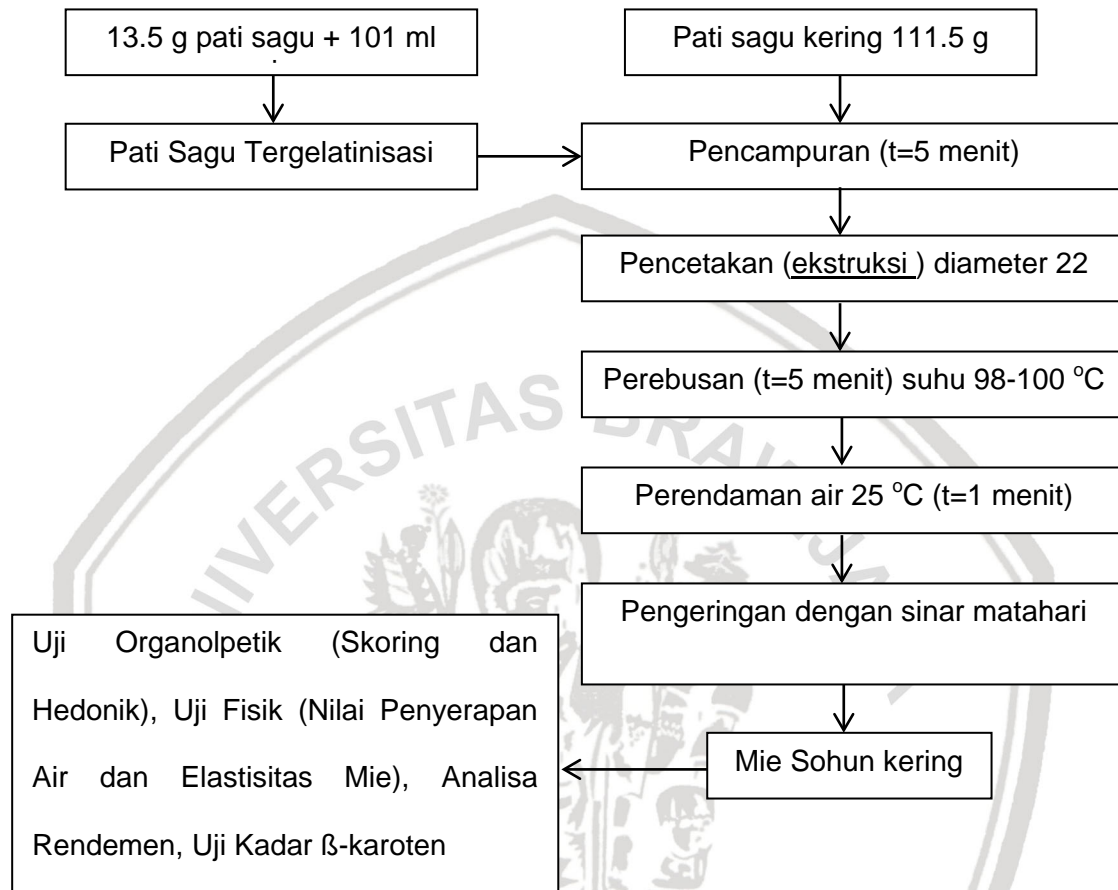 13.5 g pati sagu + 101 ml
Pati sagu kering 111.5 g
Pati Sagu Tergelatinisasi
Pencampuran (t=5 menit)
Pencetakan (ekstruksi ) diameter 22
Perebusan (t=5 menit) suhu 98-100 °C
Perendaman air 25 °C (t=1 menit)
Pengeringan dengan sinar matahari
Mie Sohun kering
Uji Organolpetik (Skoring dan
Hedonik), Uji Fisik (Nilai Penyerapan
Air dan Elastisitas Mie), Analisa
Rendemen, Uji Kadar ß-karoten